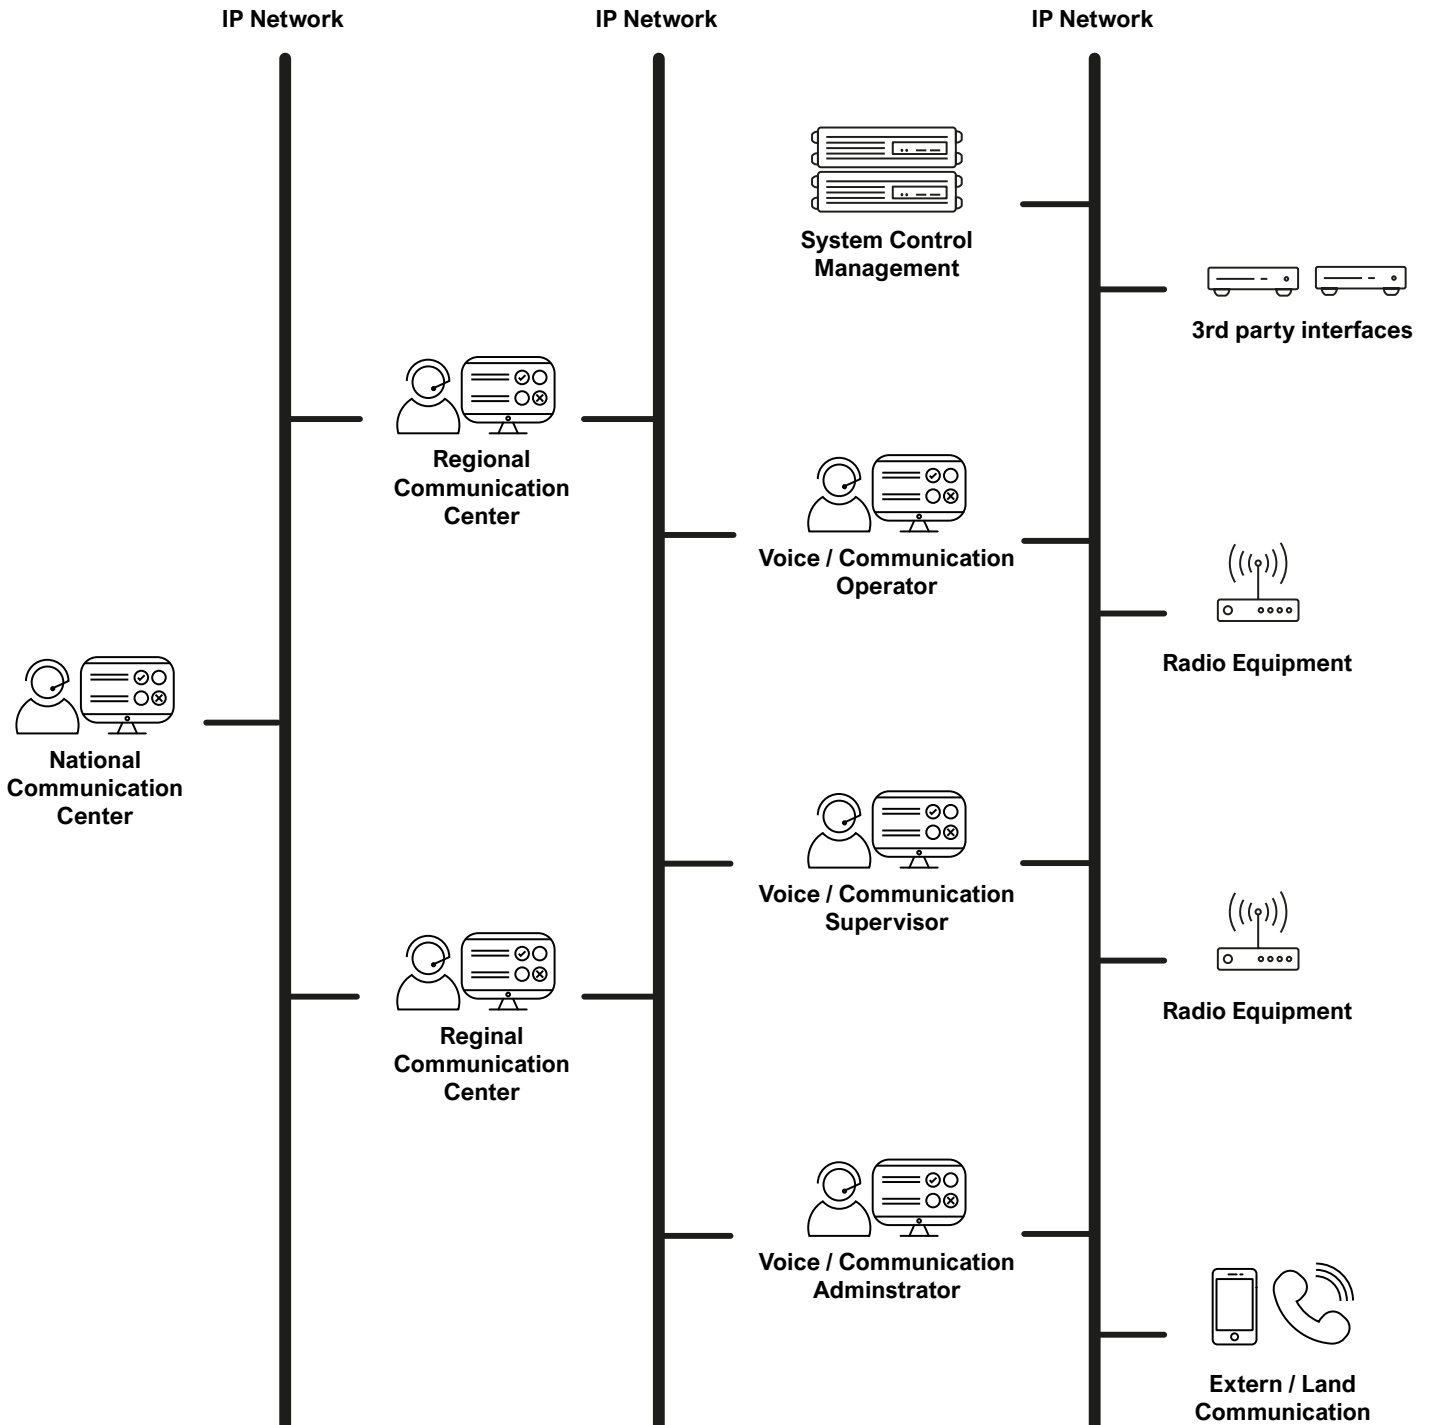 IP Network
IP Network
IP Network
System Control
Management
3rd party interfaces
Regional
Communication
Center
Voice / Communication
Operator
Radio Equipment
National
Communication
Center
Voice / Communication
Supervisor
Radio Equipment
Reginal
Communication
Center
Voice / Communication
Adminstrator
Extern / Land
Communication